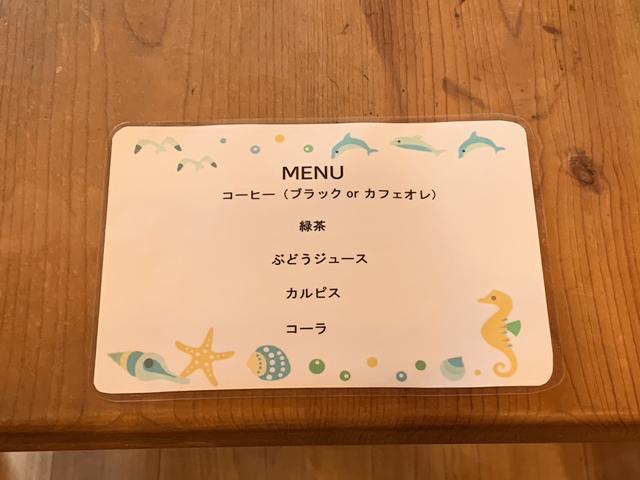 MENU
コーヒー（ブラック or カフェオレ）
緑茶
ぶどうジュース
カルピス
コーラ